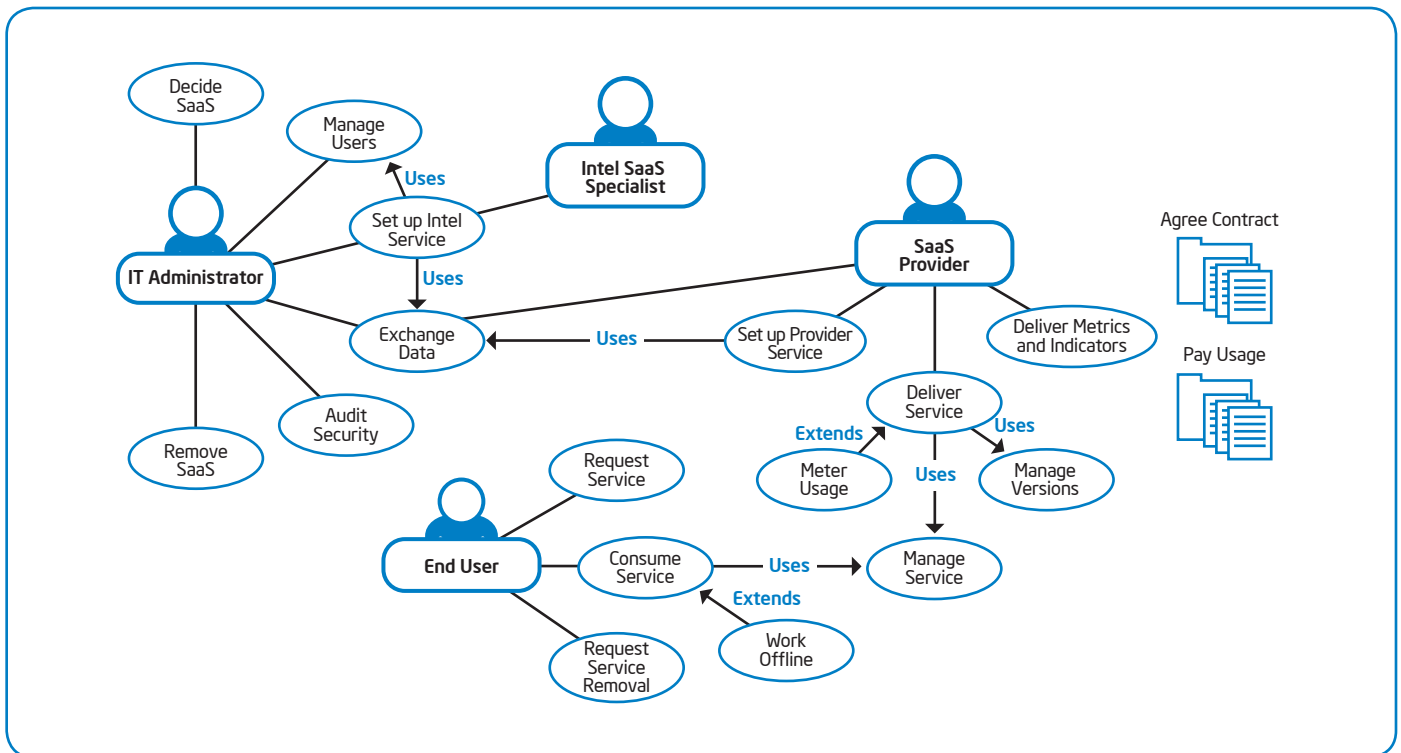 Decide
SaaS
Manage
Users
Intel SaaS
Specialist
Uses
Set up Intel
Service
IT Administrator
Uses
SaaS
Provider
Agree Contract
Exchange
Data
Uses
Set up Provider
Service
Deliver Metrics
and Indicators
Pay Usage
Remove
SaaS
Audit
Security
Deliver
Service
Extends
Uses
Meter
Usage
Uses
Manage
Versions
Request
Service
End User
Consume
Service
Uses
Manage
Service
Extends
Work
Offline
Request
Service
Removal